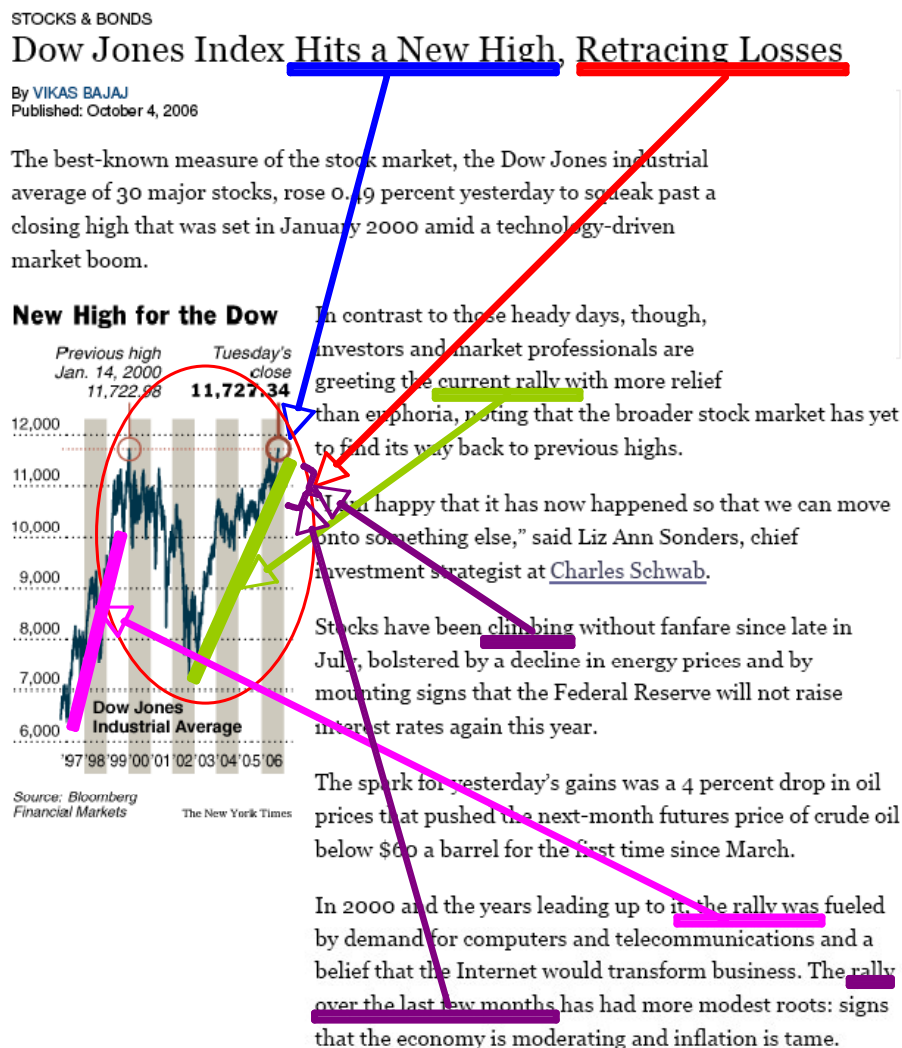 STOCKS & BONDS
Dow Jones Index Hits a New High, Retracing Losses
By VIKAS BAJAJ
Published: October 4, 2006
The best-known measure of the stock market, the Dow Jones industrial
average of 30 major stocks, rose 0.49 percent yesterday to squeak past a
closing high that was set in January 2000 amid a technology-driven
market boom.
New High for the Dow
Previous high
Jan. 14, 2000
11,722.98
Tuesday's
close
11,727.34
12,000
11,000
10,000
9,000
8,000
7,000
6,000
Dow Jones
Industrial Average
'97 '98 '99 '00 '01 '02 '03 '04 '05 '06
Source: Bloomberg
Financial Markets
The New York Times
In contrast to those heady days, though,
investors and market professionals are
greeting the current rally with more relief
than euphoria, noting that the broader stock market has yet
to find its way back to previous highs.
“I am happy that it has now happened so that we can move
onto something else,” said Liz Ann Sonders, chief
investment strategist at Charles Schwab.
Stocks have been climbing without fanfare since late in
July, bolstered by a decline in energy prices and by
mounting signs that the Federal Reserve will not raise
interest rates again this year.
The spark for yesterday’s gains was a 4 percent drop in oil
prices that pushed the next-month futures price of crude oil
below $60 a barrel for the first time since March.
In 2000 and the years leading up to it, the rally was fueled
by demand for computers and telecommunications and a
belief that the Internet would transform business. The rally
over the last few months has had more modest roots: signs
that the economy is moderating and inflation is tame.